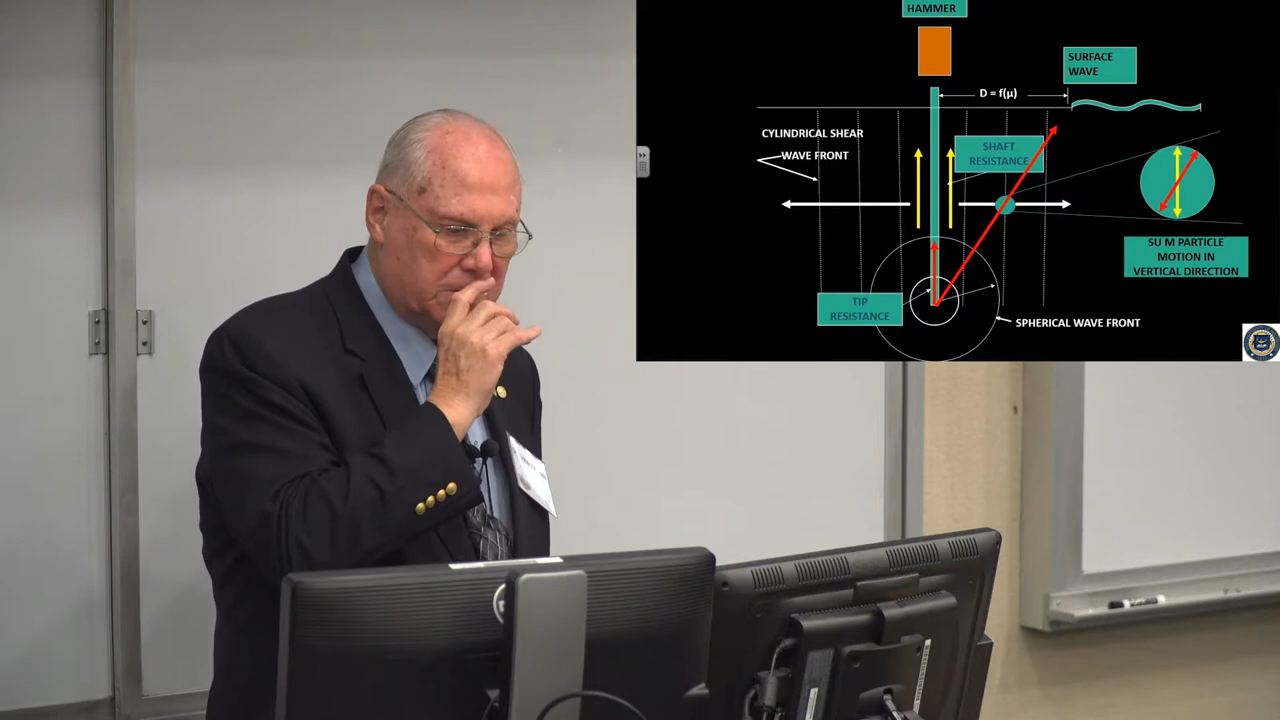 HAMMER
SURFACE
WAVE
D = f(μ)
CYLINDRICAL SHEAR
WAVE FRONT
SHAFT
RESISTANCE
SU M PARTICLE
MOTION IN
VERTICAL DIRECTION
TIP
RESISTANCE
SPHERICAL WAVE FRONT